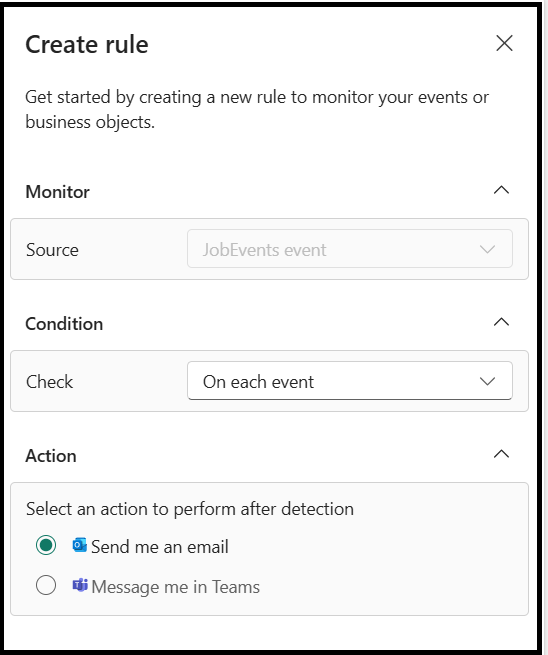 Create rule
Get started by creating a new rule to monitor your events or
business objects.
Monitor
Source
JobEvents event
Condition
Check
On each event
Action
Select an action to perform after detection
Send me an email
Message me in Teams